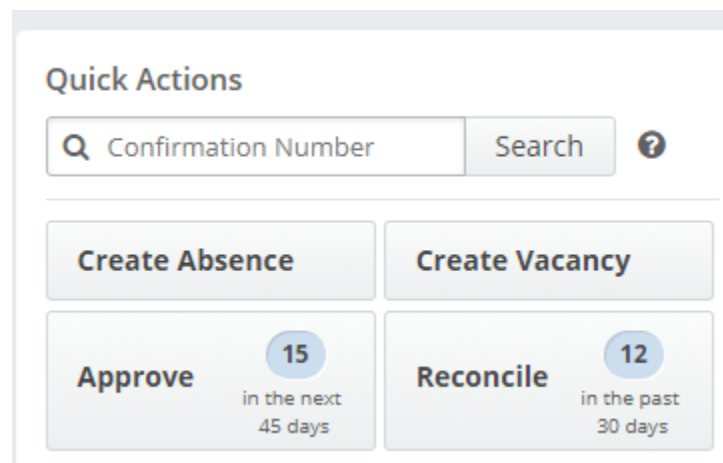 Quick Actions
Confirmation Number Search
Create Absence Create Vacancy
Approve 15 in the next 45 days
Reconcile 12 in the past 30 days